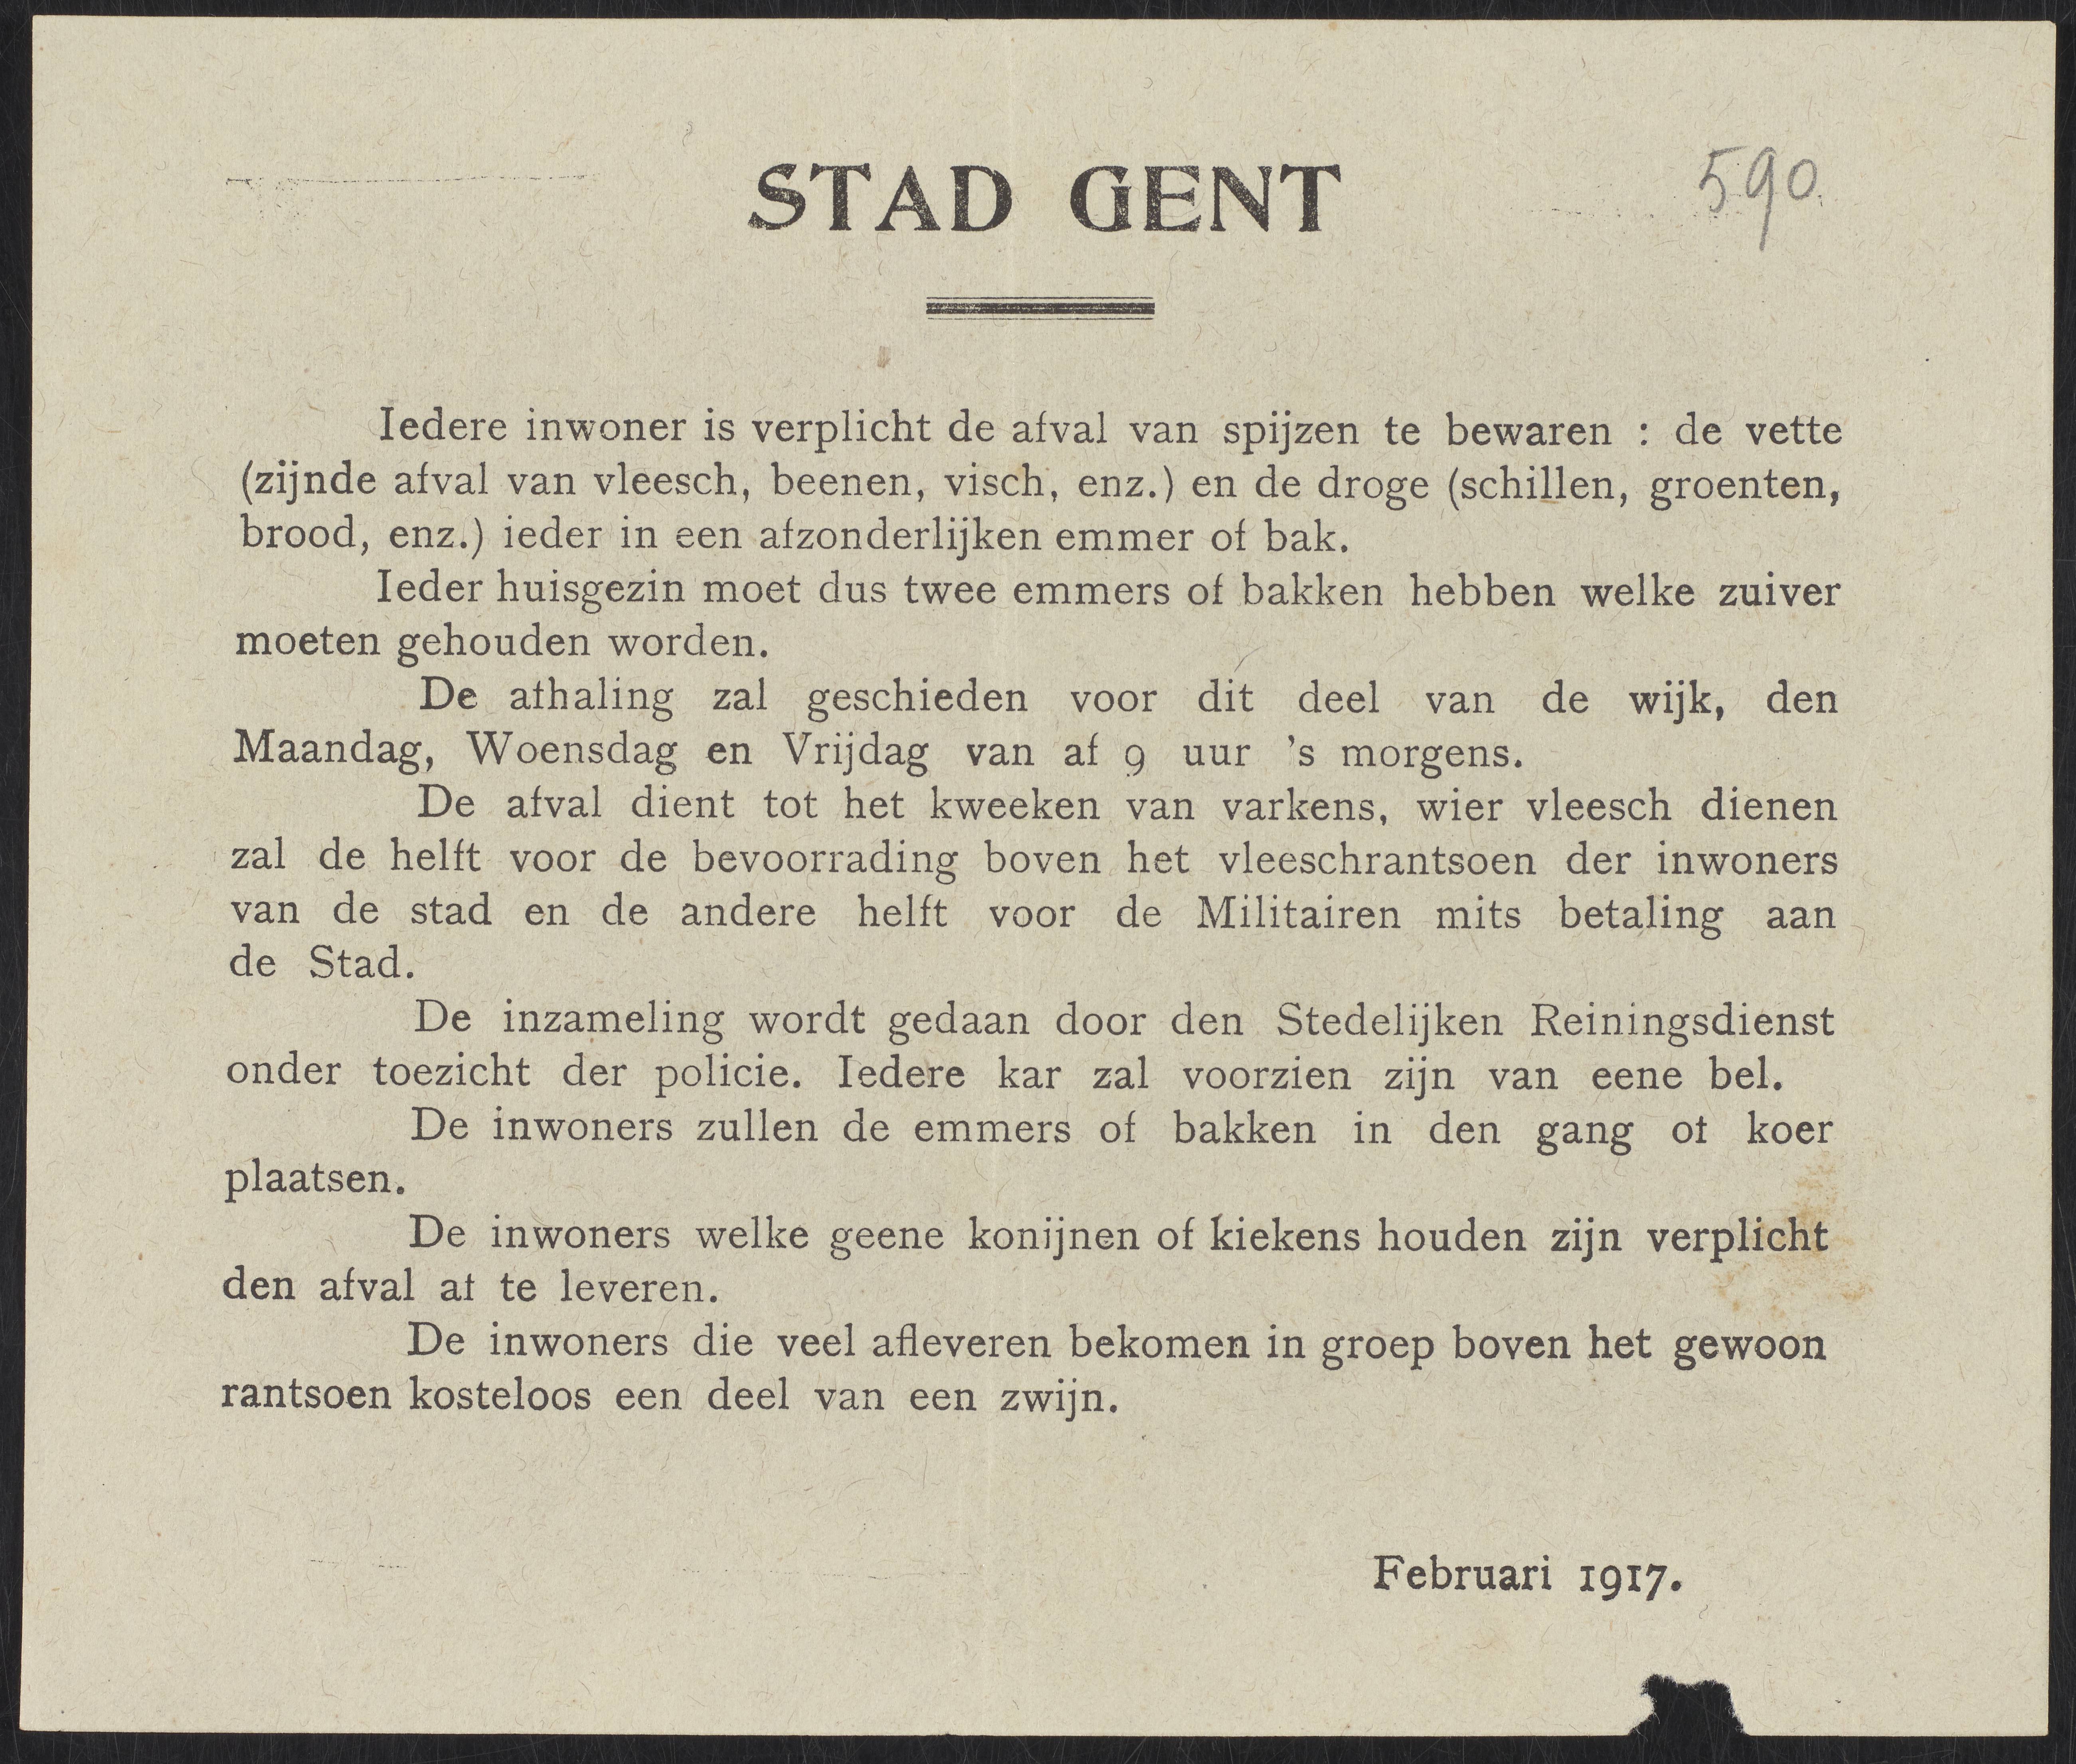 STAD GENT
590
Iedere inwoner is verplicht de afval van spijzen te bewaren : de vette
(zijnde afval van vleesch, beenen, visch, enz.) en de droge (schillen, groenten,
brood, enz.) ieder in een afzonderlijken emmer of bak.
Ieder huisgezin moet dus twee emmers of bakken hebben welke zuiver
moeten gehouden worden.
De afhaling zal geschieden voor dit deel van de wijk, den
Maandag, Woensdag en Vrijdag van af 9 uur 's morgens.
De afval dient tot het kweeken van varkens, wier vleesch dienen
zal de helft voor de bevoorrading boven het vleeschrantsoen der inwoners
van de stad en de andere helft voor de Militairen mits betaling aan
de Stad.
De inzameling wordt gedaan door den Stedelijken Reiningsdienst
onder toezicht der policie. Iedere kar zal voorzien zijn van eene bel.
De inwoners zullen de emmers of bakken in den gang of koer
plaatsen.
De inwoners welke geene konijnen of kiekens houden zijn verplicht
den afval af te leveren.
De inwoners die veel afleveren bekomen in groep boven het gewoon
rantsoen kosteloos een deel van een zwijn.
Februari 1917.